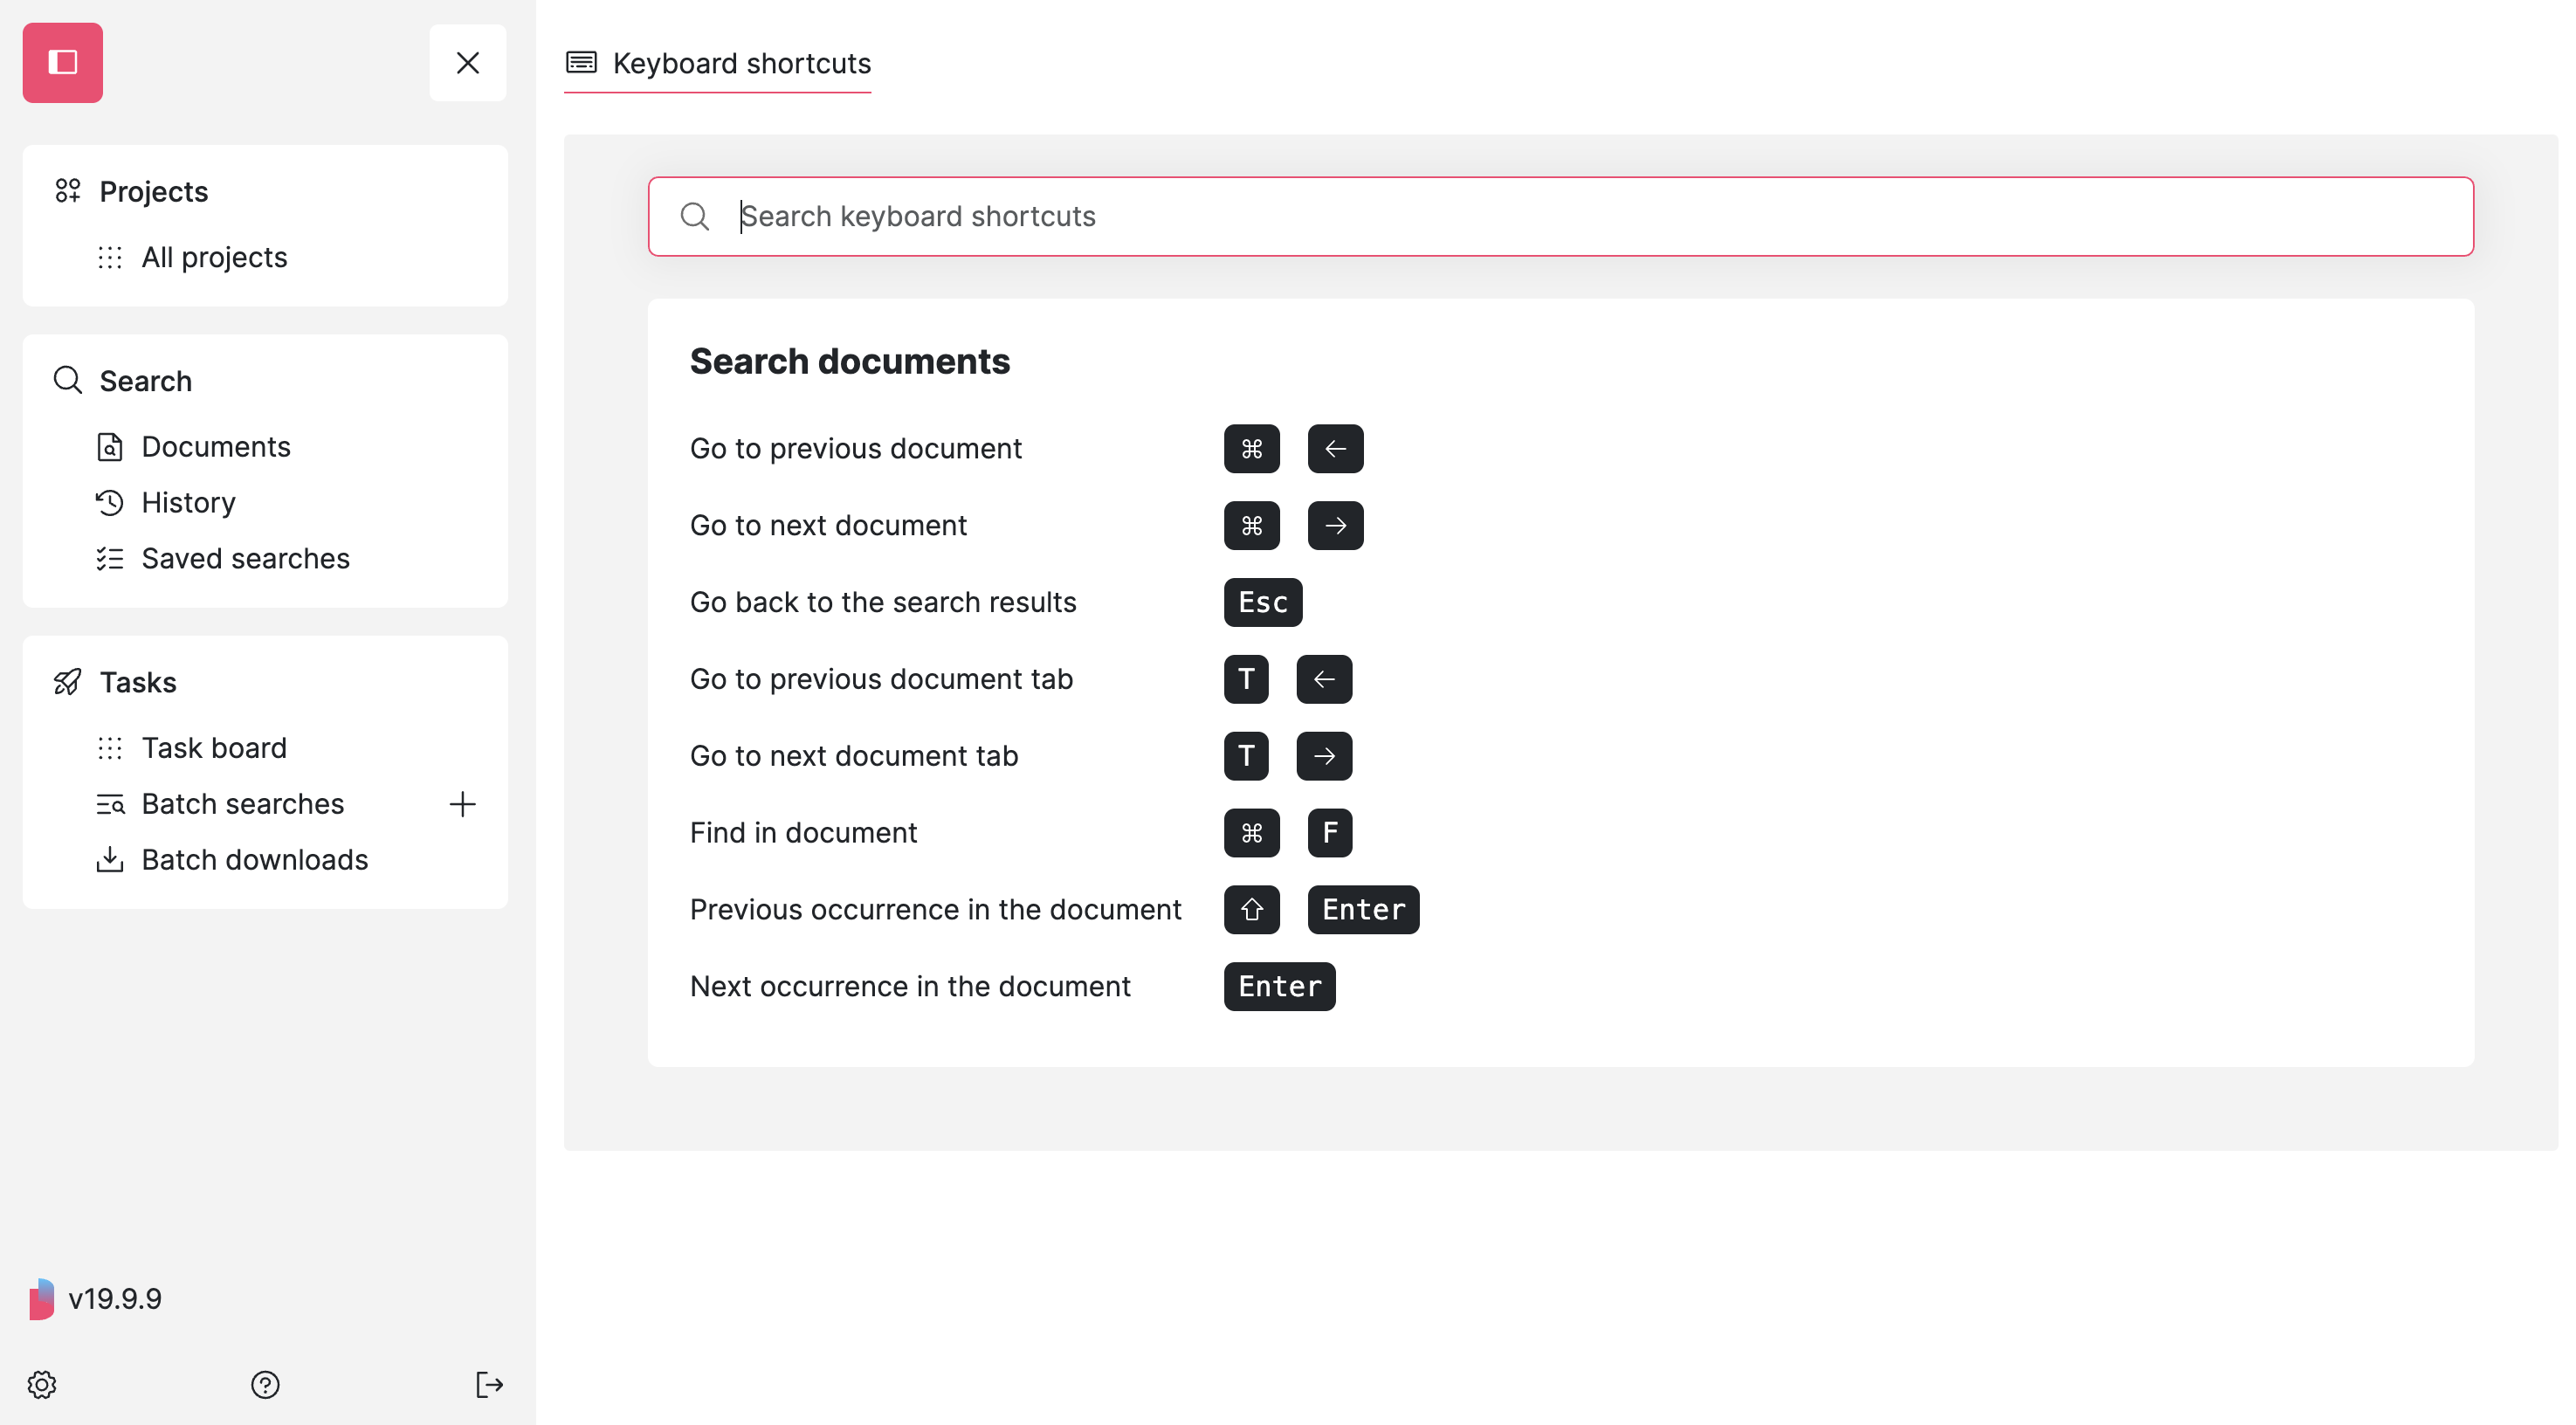 Projects
All projects
Search
Documents
History
Saved searches
Tasks
Task board
Batch searches
Batch downloads
v19.9.9
Keyboard shortcuts
Search keyboard shortcuts
Search documents
Go to previous document ⌘ ←
Go to next document ⌘ →
Go back to the search results Esc
Go to previous document tab T ←
Go to next document tab T →
Find in document ⌘ F
Previous occurrence in the document ⇧ Enter
Next occurrence in the document Enter